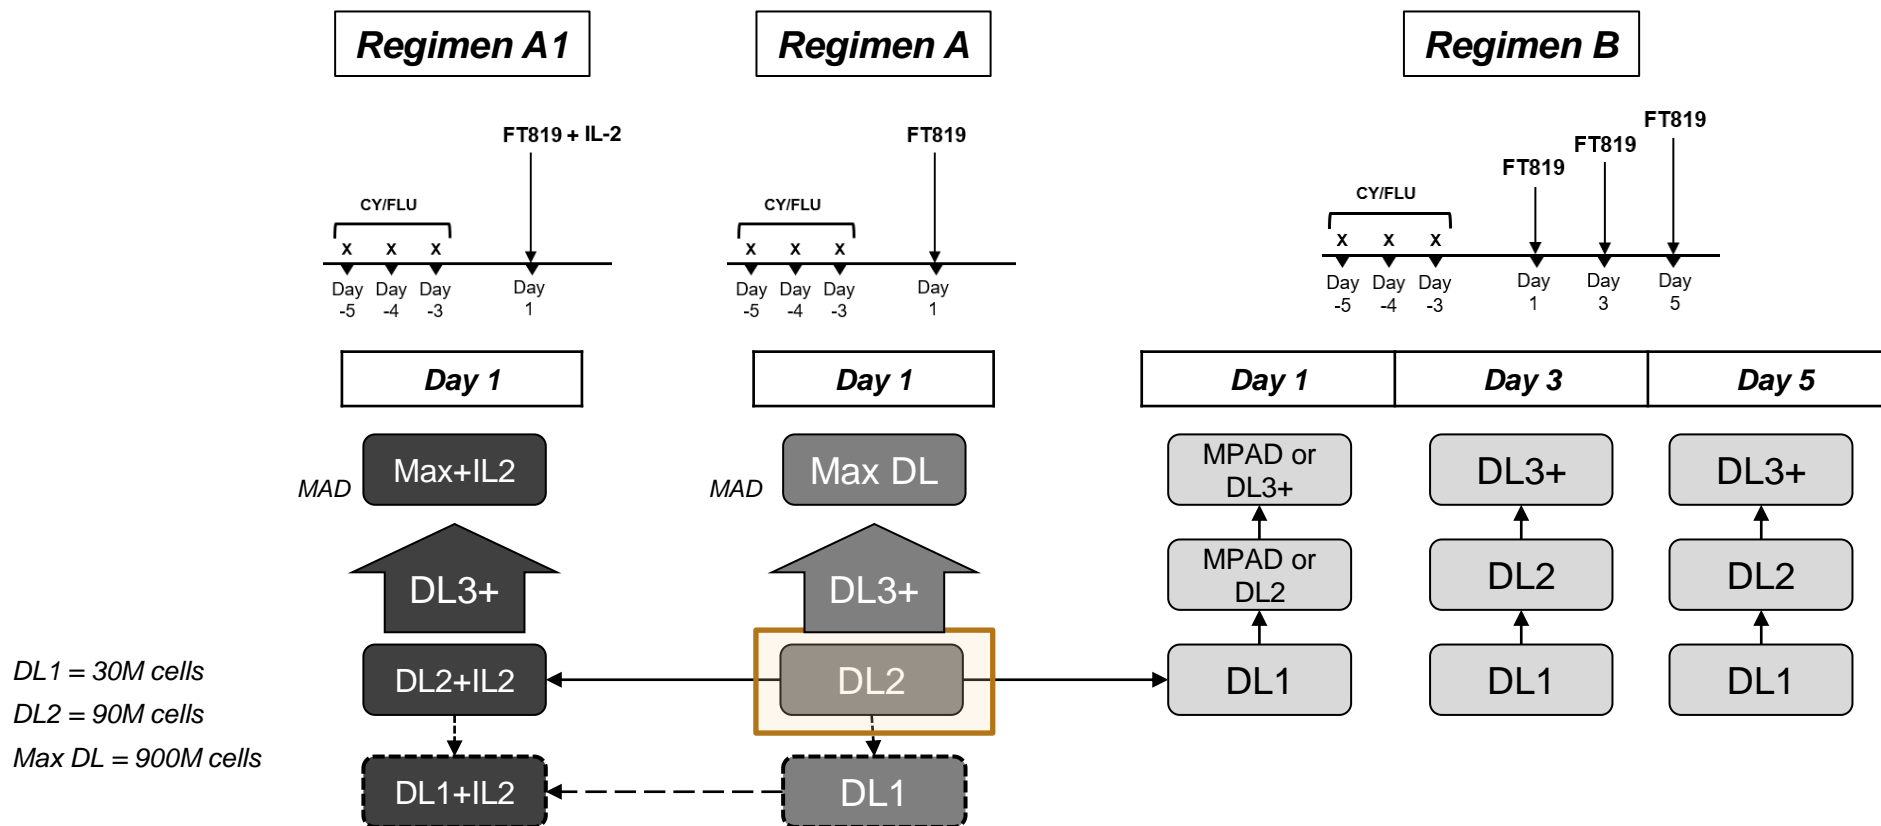 Regimen A1
Regimen A
Regimen B
FT819 + IL-2
CY/FLU
x x x
Day -5
Day -4
Day -3
Day 1
FT819
CY/FLU
x x x
Day -5
Day -4
Day -3
Day 1
FT819
FT819
FT819
CY/FLU
x x x
Day -5
Day -4
Day -3
Day 1
Day 3
Day 5
Day 1
Day 1
Day 1
Day 3
Day 5
MAD
Max+IL2
DL3+
DL2+IL2
DL1+IL2
MAD
Max DL
DL3+
DL2
DL1
MPAD or
DL3+
MPAD or
DL2
DL1
DL3+
DL2
DL1
DL3+
DL2
DL1
DL1 = 30M cells
DL2 = 90M cells
Max DL = 900M cells